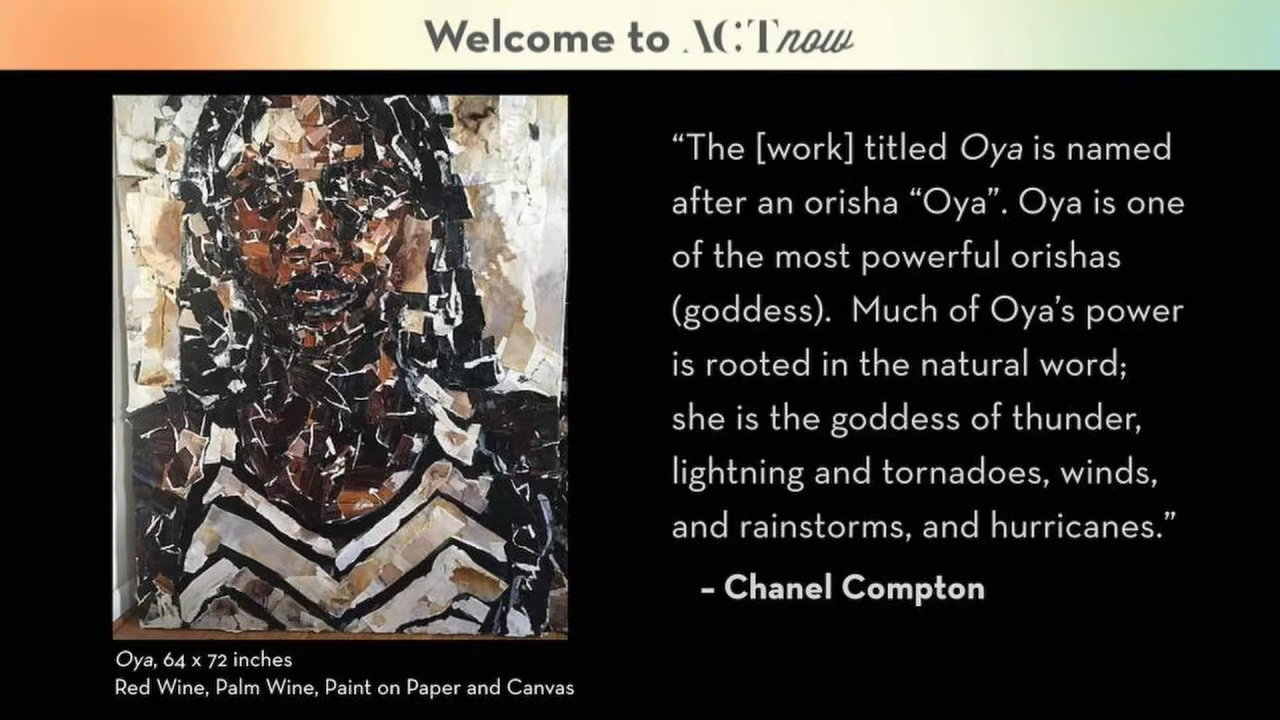 Welcome to ACTnow
“The [work] titled Oya is named
after an orisha “Oya”. Oya is one
of the most powerful orishas
(goddess).  Much of Oya’s power
is rooted in the natural word;
she is the goddess of thunder,
lightning and tornadoes, winds,
and rainstorms, and hurricanes.”
– Chanel Compton
Oya, 64 x 72 inches
Red Wine, Palm Wine, Paint on Paper and Canvas